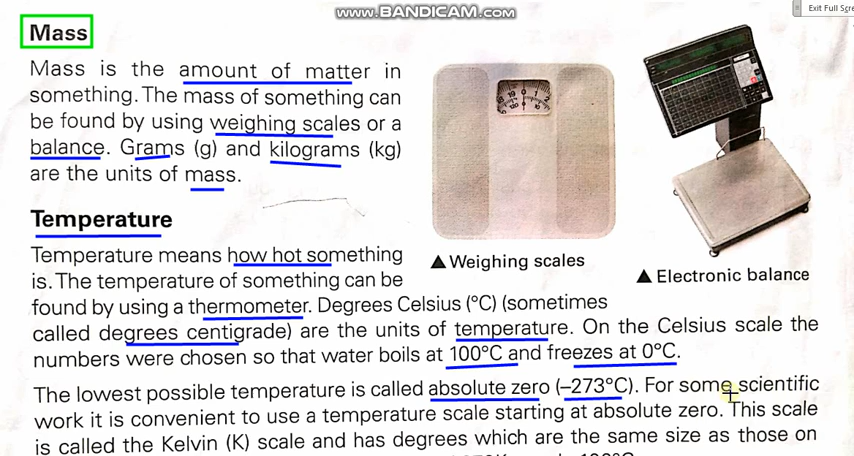 www.BANDICAM.com
Exit Full Scre
Mass
Mass is the amount of matter in
something. The mass of something can
be found by using weighing scales or a
balance. Grams (g) and kilograms (kg)
are the units of mass.
Temperature
Temperature means how hot something
is. The temperature of something can be
▲ Weighing scales
▲ Electronic balance
found by using a thermometer. Degrees Celsius (°C) (sometimes
called degrees centigrade) are the units of temperature. On the Celsius scale the
numbers were chosen so that water boils at 100°C and freezes at 0°C.
The lowest possible temperature is called absolute zero (–273°C). For some scientific
work it is convenient to use a temperature scale starting at absolute zero. This scale
is called the Kelvin (K) scale and has degrees which are the same size as those on